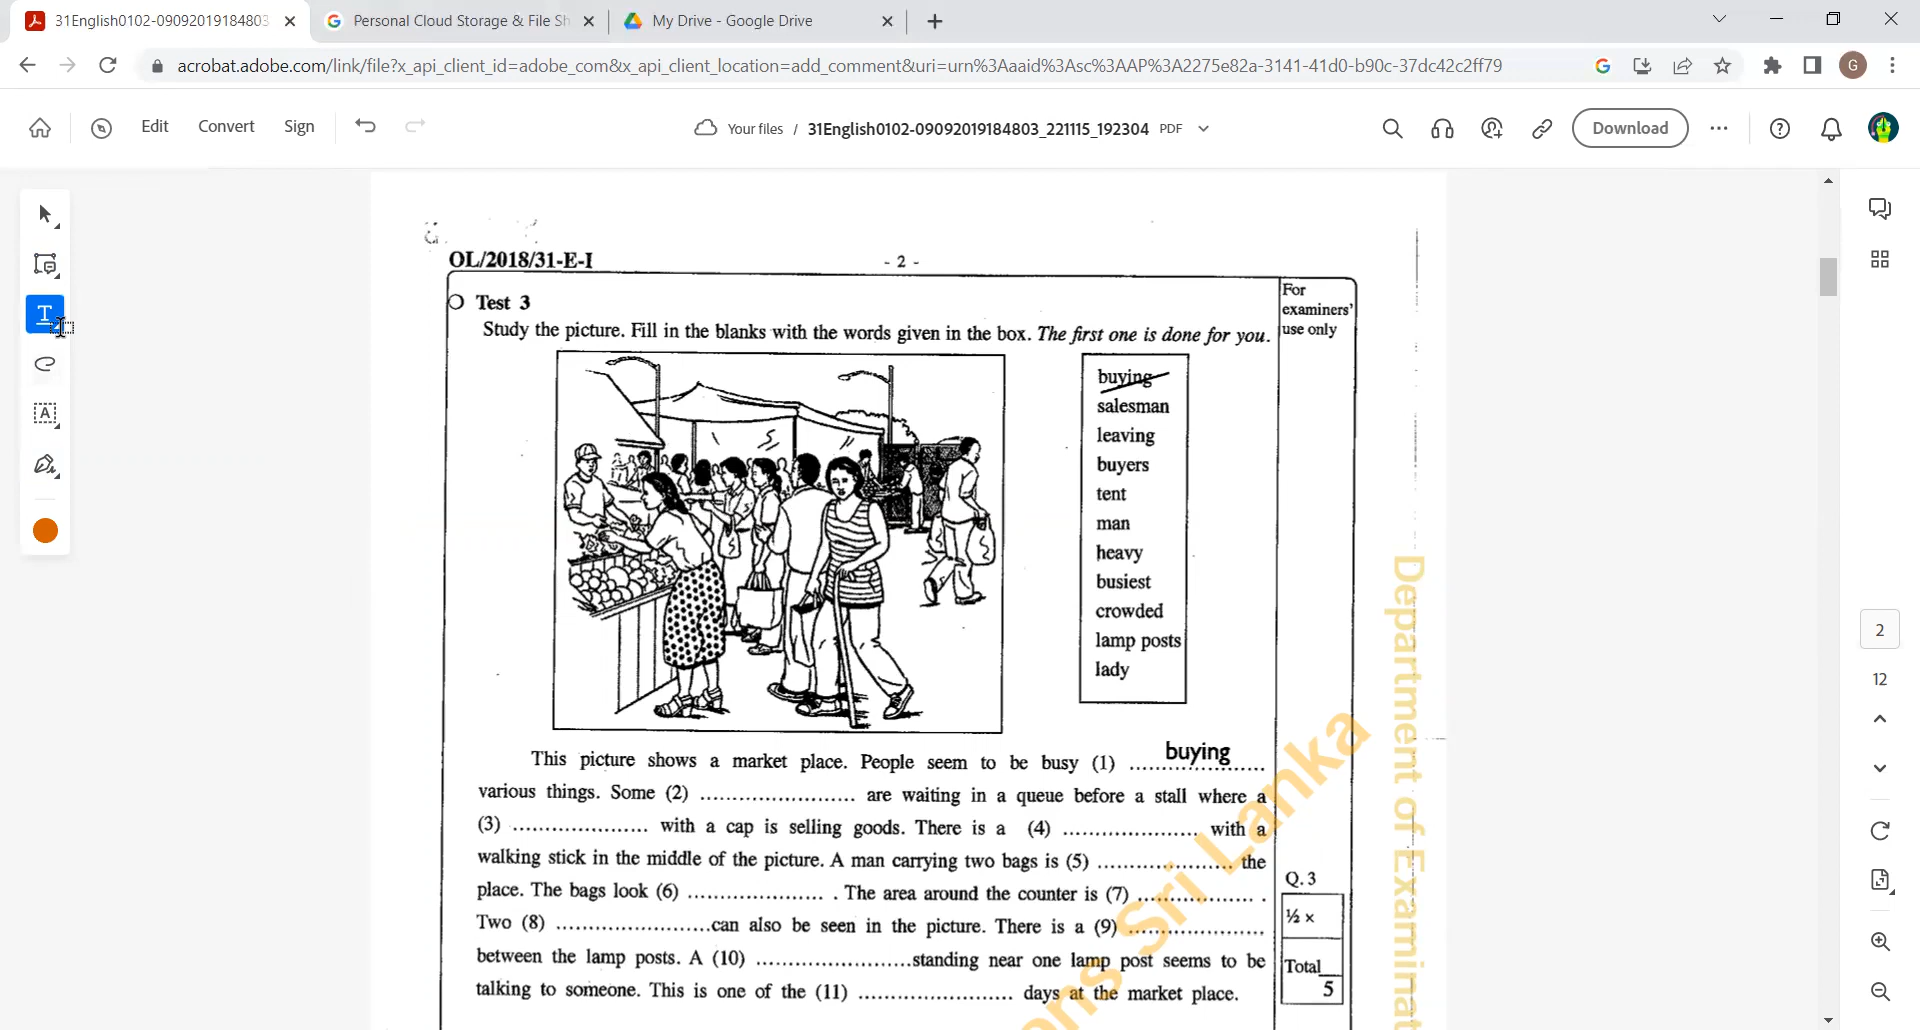 31English0102-09092019184803
Personal Cloud Storage & File Sh
My Drive - Google Drive
acrobat.adobe.com/link/file?x_api_client_id=adobe_com&x_api_client_location=add_comment&uri=urn%3Aaaid%3Asc%3AAP%3A2275e82a-3141-41d0-b90c-37dc42c2ff79
G
Edit Convert Sign
Your files / 31English0102-09092019184803_221115_192304 PDF
Download
OL/2018/31-E-I
- 2 -
For
examiners'
use only
Test 3
Study the picture. Fill in the blanks with the words given in the box. The first one is done for you.
buying
salesman
leaving
buyers
tent
man
heavy
busiest
crowded
lamp posts
lady
This picture shows a market place. People seem to be busy (1) .......buying.......
various things. Some (2) ........................ are waiting in a queue before a stall where a
(3) ..................... with a cap is selling goods. There is a (4) ..................... with a
walking stick in the middle of the picture. A man carrying two bags is (5) ..................... the
place. The bags look (6) ..................... . The area around the counter is (7) .................. .
Two (8) ........................can also be seen in the picture. There is a (9) .....................
between the lamp posts. A (10) ........................standing near one lamp post seems to be
talking to someone. This is one of the (11) ........................ days at the market place.
Q.3
½ ×
Total
5
Department of Examinat
ons Sri Lanka
2
12
T
A